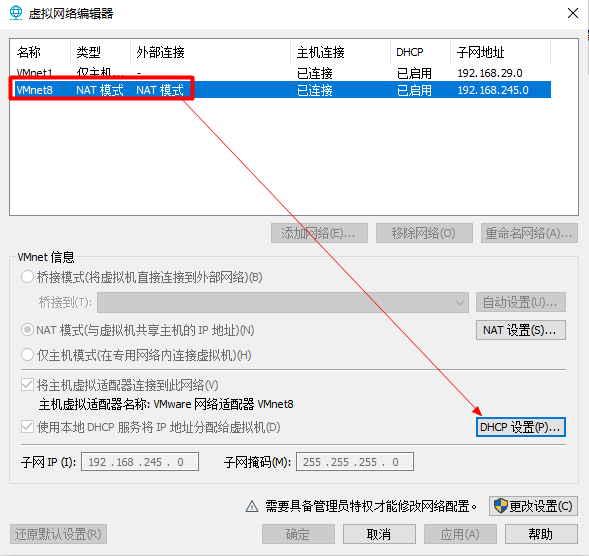 虚拟网络编辑器
名称 类型 外部连接 主机连接 DHCP 子网地址
VMnet1 仅主机... - 已连接 已启用 192.168.29.0
VMnet8 NAT 模式 NAT 模式 已连接 已启用 192.168.245.0
添加网络(E)... 移除网络(O) 重命名网络(A)...
VMnet 信息
桥接模式(将虚拟机直接连接到外部网络)(B)
桥接到(T): 自动设置(U)...
NAT 模式(与虚拟机共享主机的 IP 地址)(N) NAT 设置(S)...
仅主机模式(在专用网络内连接虚拟机)(H)
将主机虚拟适配器连接到此网络(V)
主机虚拟适配器名称: VMware 网络适配器 VMnet8
使用本地 DHCP 服务将 IP 地址分配给虚拟机(D) DHCP 设置(P)...
子网 IP (I): 192 . 168 . 245 . 0 子网掩码(M): 255 . 255 . 255 . 0
需要具备管理员特权才能修改网络配置。 更改设置(C)
还原默认设置(R) 确定 取消 应用(A) 帮助